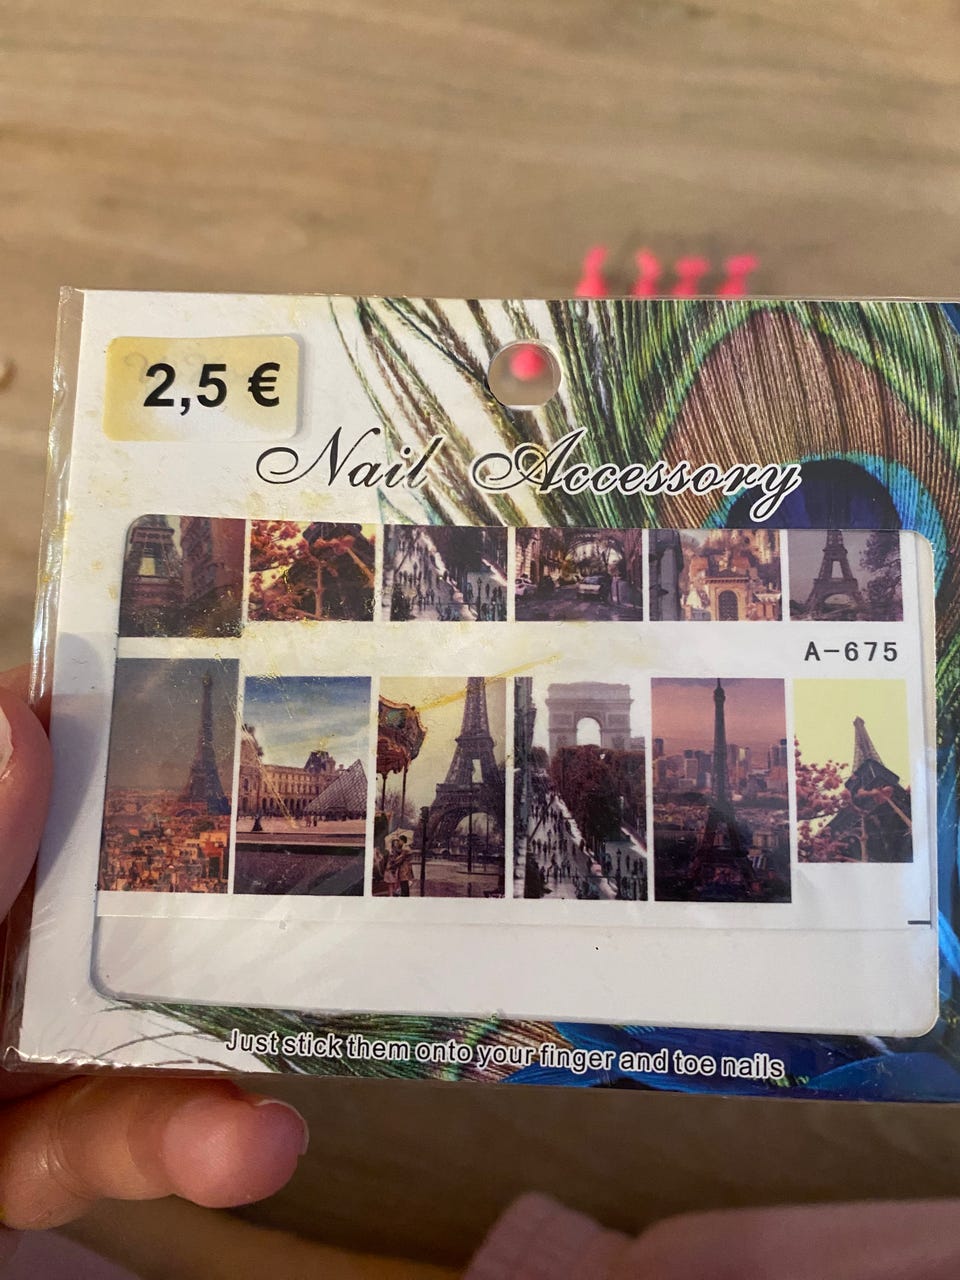 2,5 €
Nail Accessory
A-675
Just stick them onto your finger and toe nails